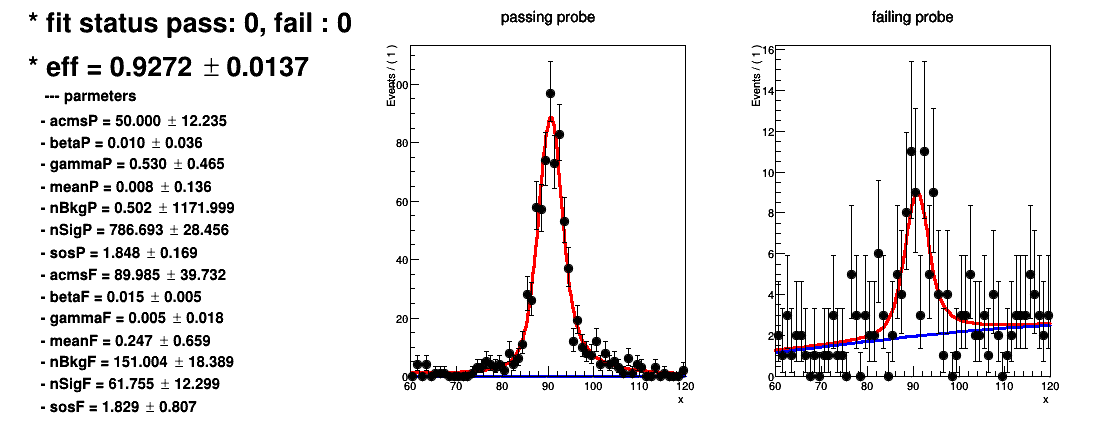 * fit status pass: 0, fail : 0
* eff = 0.9272 ± 0.0137
--- parmeters
- acmsP = 50.000 ± 12.235
- betaP = 0.010 ± 0.036
- gammaP = 0.530 ± 0.465
- meanP = 0.008 ± 0.136
- nBkgP = 0.502 ± 1171.999
- nSigP = 786.693 ± 28.456
- sosP = 1.848 ± 0.169
- acmsF = 89.985 ± 39.732
- betaF = 0.015 ± 0.005
- gammaF = 0.005 ± 0.018
- meanF = 0.247 ± 0.659
- nBkgF = 151.004 ± 18.389
- nSigF = 61.755 ± 12.299
- sosF = 1.829 ± 0.807
passing probe
Events / ( 1 )
100
80
60
40
20
0
60 70 80 90 100 110 120
x
failing probe
Events / ( 1 )
16
14
12
10
8
6
4
2
0
60 70 80 90 100 110 120
x